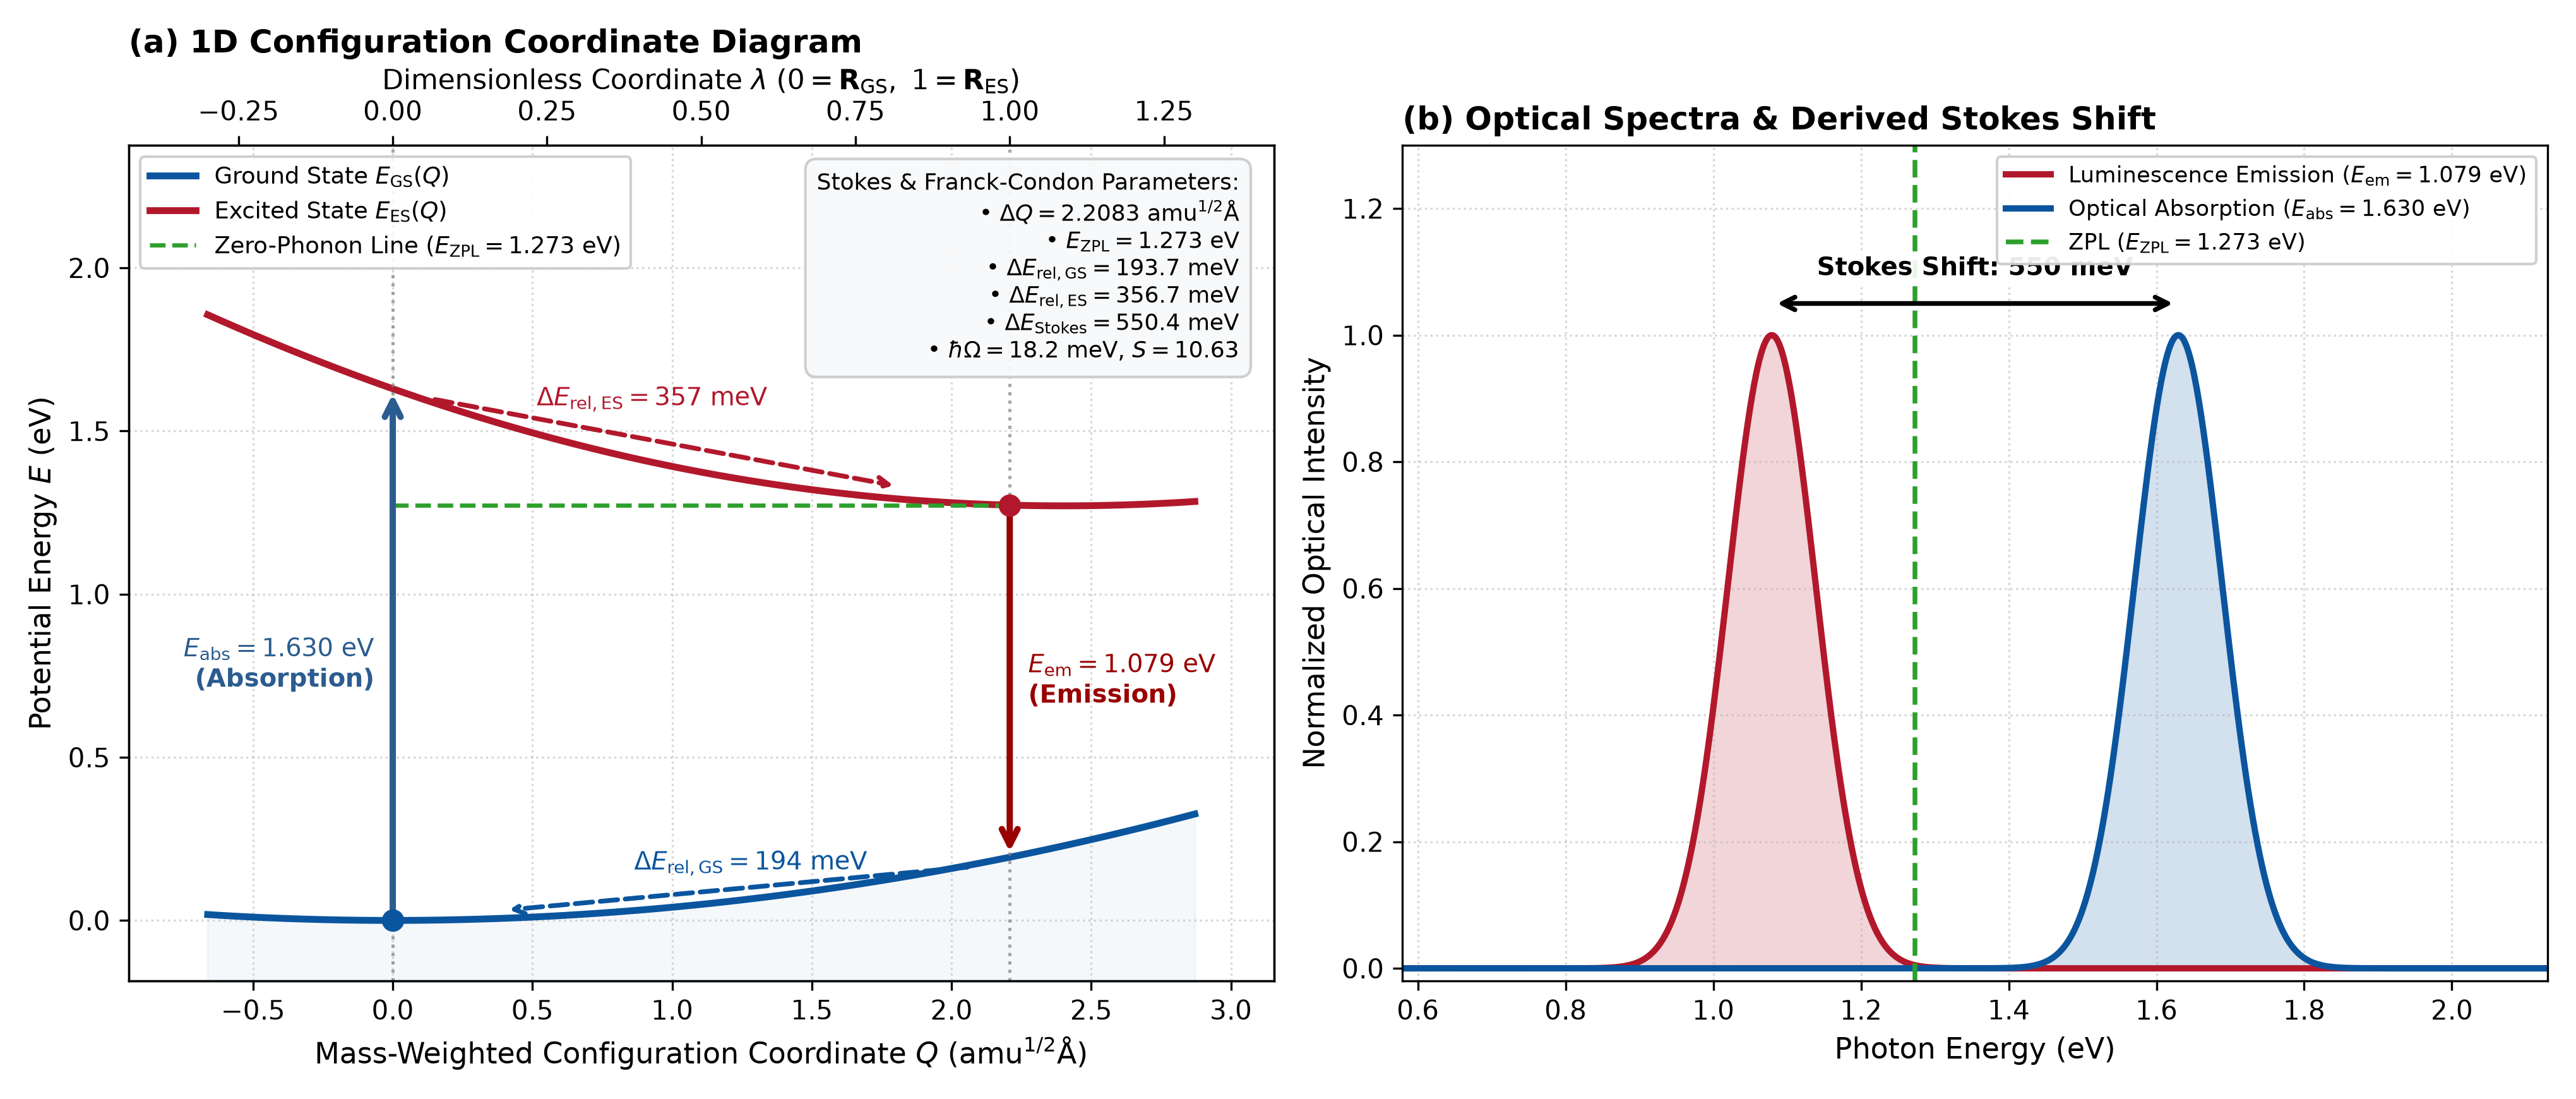 (a) 1D Configuration Coordinate Diagram
Dimensionless Coordinate λ (0 = R_GS, 1 = R_ES)
−0.25 0.00 0.25 0.50 0.75 1.00 1.25
Ground State E_GS(Q)
Excited State E_ES(Q)
Zero-Phonon Line (E_ZPL = 1.273 eV)
Stokes & Franck-Condon Parameters:
• ΔQ = 2.2083 amu^1/2Å
• E_ZPL = 1.273 eV
• ΔE_rel, GS = 193.7 meV
• ΔE_rel, ES = 356.7 meV
• ΔE_Stokes = 550.4 meV
• ℏΩ = 18.2 meV, S = 10.63
ΔE_rel, ES = 357 meV
E_abs = 1.630 eV
(Absorption)
E_em = 1.079 eV
(Emission)
ΔE_rel, GS = 194 meV
Potential Energy E (eV)
2.0
1.5
1.0
0.5
0.0
−0.5 0.0 0.5 1.0 1.5 2.0 2.5 3.0
Mass-Weighted Configuration Coordinate Q (amu^1/2Å)
(b) Optical Spectra & Derived Stokes Shift
Luminescence Emission (E_em = 1.079 eV)
Optical Absorption (E_abs = 1.630 eV)
ZPL (E_ZPL = 1.273 eV)
Stokes Shift: 550 meV
Normalized Optical Intensity
1.2
1.0
0.8
0.6
0.4
0.2
0.0
0.6 0.8 1.0 1.2 1.4 1.6 1.8 2.0
Photon Energy (eV)